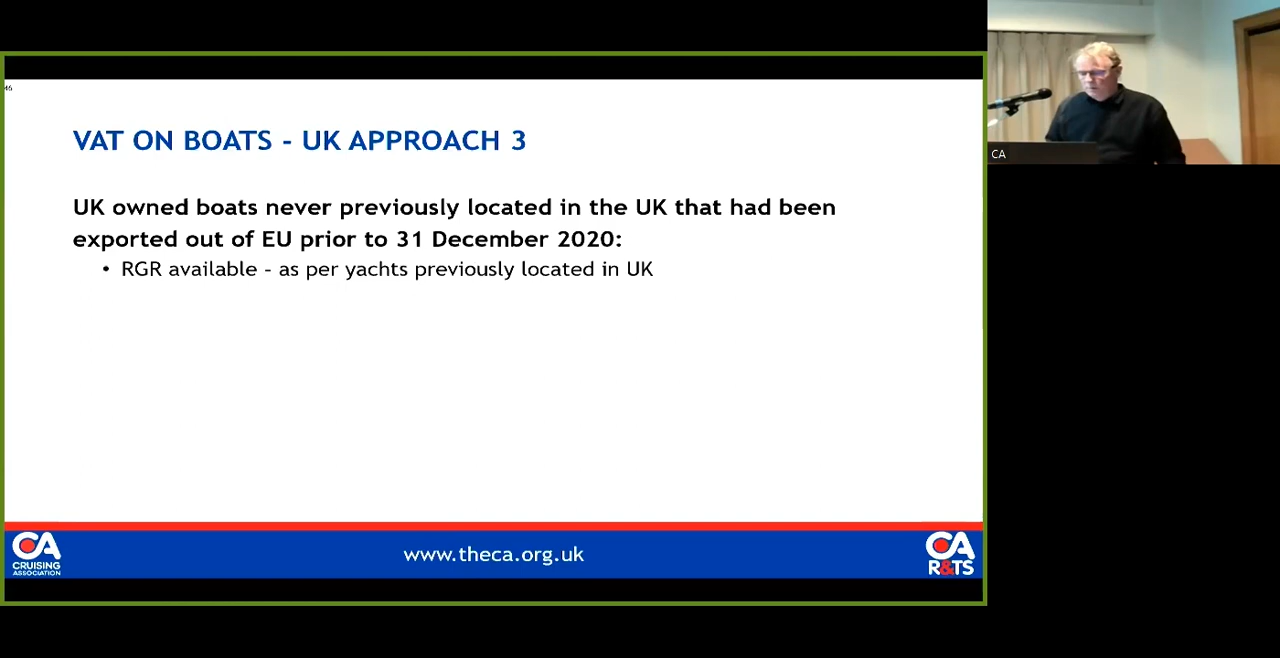 46
VAT ON BOATS - UK APPROACH 3
UK owned boats never previously located in the UK that had been
exported out of EU prior to 31 December 2020:
• RGR available - as per yachts previously located in UK
CA
CA
CRUISING
ASSOCIATION
www.theca.org.uk
CA
R&TS